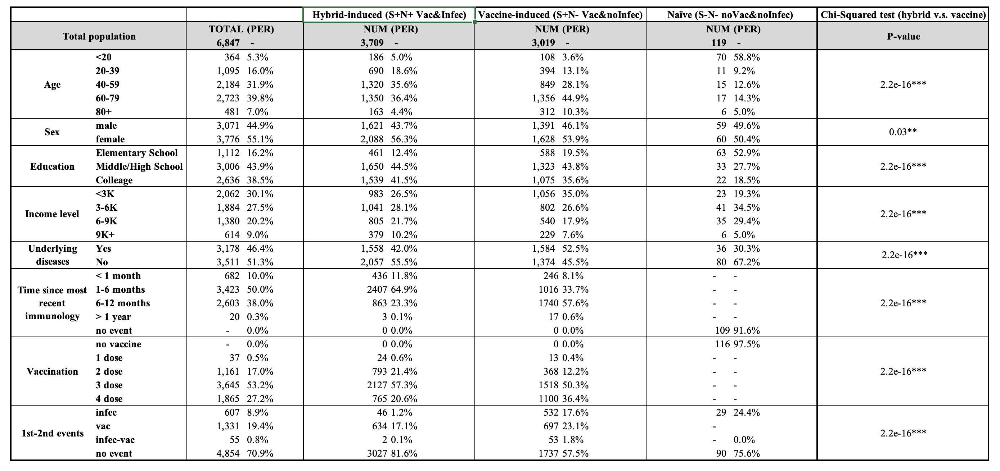 Hybrid-induced (S+N+ Vac&Infec) Vaccine-induced (S+N- Vac&noInfec) Naïve (S-N- noVac&noInfec) Chi-Squared test (hybrid v.s. vaccine)
Total population TOTAL (PER) NUM (PER) NUM (PER) NUM (PER) P-value
6,847 - 3,709 - 3,019 - 119 -
<20 364 5.3% 186 5.0% 108 3.6% 70 58.8%
20-39 1,095 16.0% 690 18.6% 394 13.1% 11 9.2%
Age 40-59 2,184 31.9% 1,320 35.6% 849 28.1% 15 12.6% 2.2e-16***
60-79 2,723 39.8% 1,350 36.4% 1,356 44.9% 17 14.3%
80+ 481 7.0% 163 4.4% 312 10.3% 6 5.0%
Sex male 3,071 44.9% 1,621 43.7% 1,391 46.1% 59 49.6% 0.03**
female 3,776 55.1% 2,088 56.3% 1,628 53.9% 60 50.4%
Elementary School 1,112 16.2% 461 12.4% 588 19.5% 63 52.9%
Education Middle/High School 3,006 43.9% 1,650 44.5% 1,323 43.8% 33 27.7% 2.2e-16***
Colleage 2,636 38.5% 1,539 41.5% 1,075 35.6% 22 18.5%
<3K 2,062 30.1% 983 26.5% 1,056 35.0% 23 19.3%
Income level 3-6K 1,884 27.5% 1,041 28.1% 802 26.6% 41 34.5% 2.2e-16***
6-9K 1,380 20.2% 805 21.7% 540 17.9% 35 29.4%
9K+ 614 9.0% 379 10.2% 229 7.6% 6 5.0%
Underlying Yes 3,178 46.4% 1,558 42.0% 1,584 52.5% 36 30.3% 2.2e-16***
diseases No 3,511 51.3% 2,057 55.5% 1,374 45.5% 80 67.2%
< 1 month 682 10.0% 436 11.8% 246 8.1% - -
Time since most 1-6 months 3,423 50.0% 2407 64.9% 1016 33.7% - -
recent 6-12 months 2,603 38.0% 863 23.3% 1740 57.6% - - 2.2e-16***
immunology > 1 year 20 0.3% 3 0.1% 17 0.6% - -
no event - 0.0% 0 0.0% 0 0.0% 109 91.6%
no vaccine - 0.0% 0 0.0% 0 0.0% 116 97.5%
1 dose 37 0.5% 24 0.6% 13 0.4% - -
Vaccination 2 dose 1,161 17.0% 793 21.4% 368 12.2% - - 2.2e-16***
3 dose 3,645 53.2% 2127 57.3% 1518 50.3% - -
4 dose 1,865 27.2% 765 20.6% 1100 36.4% - -
infec 607 8.9% 46 1.2% 532 17.6% 29 24.4%
1st-2nd events vac 1,331 19.4% 634 17.1% 697 23.1% - 2.2e-16***
infec-vac 55 0.8% 2 0.1% 53 1.8% - 0.0%
no event 4,854 70.9% 3027 81.6% 1737 57.5% 90 75.6%